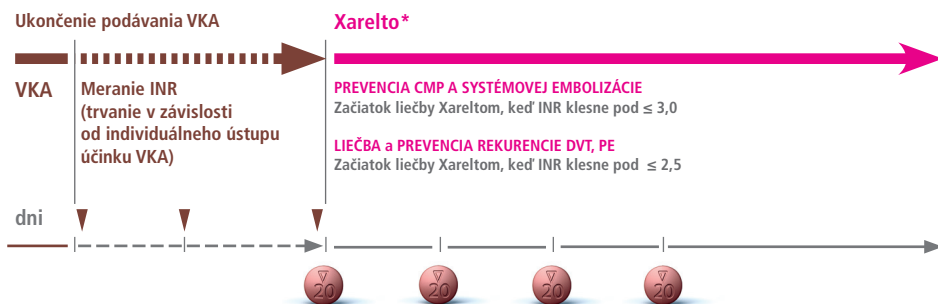 Ukončenie podávania VKA
Xarelto*
VKA
Meranie INR
(trvanie v závislosti
od individuálneho ústupu
účinku VKA)
PREVENCIA CMP A SYSTÉMOVEJ EMBOLIZÁCIE
Začiatok liečby Xareltom, keď INR klesne pod ≤ 3,0
LIEČBA a PREVENCIA REKURENCIE DVT, PE
Začiatok liečby Xareltom, keď INR klesne pod ≤ 2,5
dni
20
20
20
20